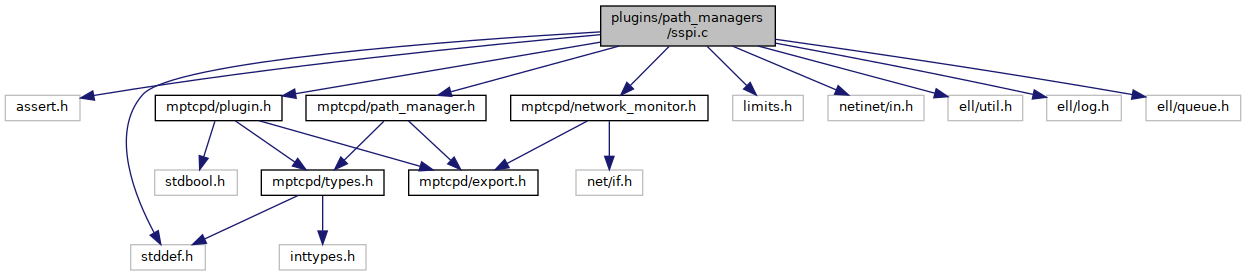 plugins/path_managers
/sspi.c
assert.h
mptcpd/plugin.h
mptcpd/path_manager.h
mptcpd/network_monitor.h
limits.h
netinet/in.h
ell/util.h
ell/log.h
ell/queue.h
stdbool.h
mptcpd/types.h
mptcpd/export.h
net/if.h
stddef.h
inttypes.h